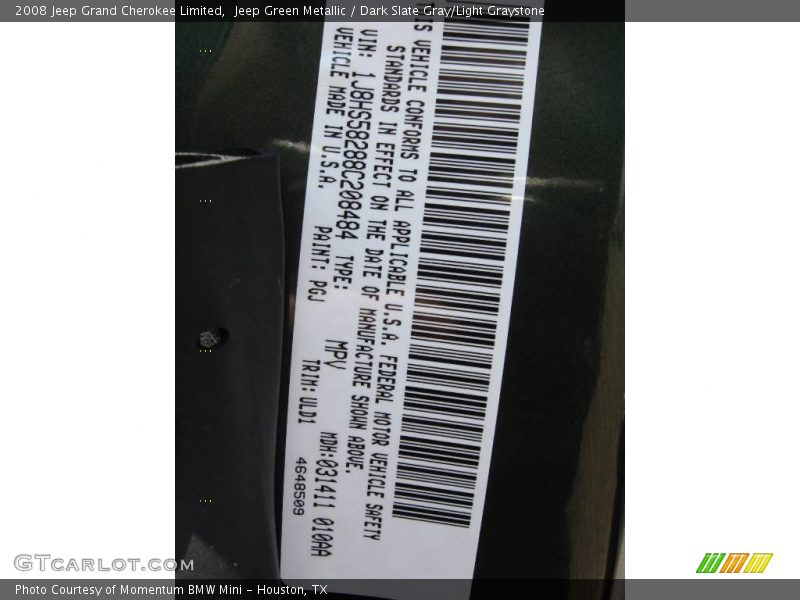 2008 Jeep Grand Cherokee Limited,  Jeep Green Metallic / Dark Slate Gray/Light Graystone
IS VEHICLE CONFORMS TO ALL APPLICABLE U.S.A. FEDERAL MOTOR VEHICLE SAFETY
STANDARDS IN EFFECT ON THE DATE OF MANUFACTURE SHOWN ABOVE.
VIN: 1J8HS58288C208484 TYPE: MPV MDH:031411 010AA
VEHICLE MADE IN U.S.A. PAINT: PGJ TRIM: ULD1 4648509
GTCARLOT.COM
Photo Courtesy of Momentum BMW Mini - Houston, TX